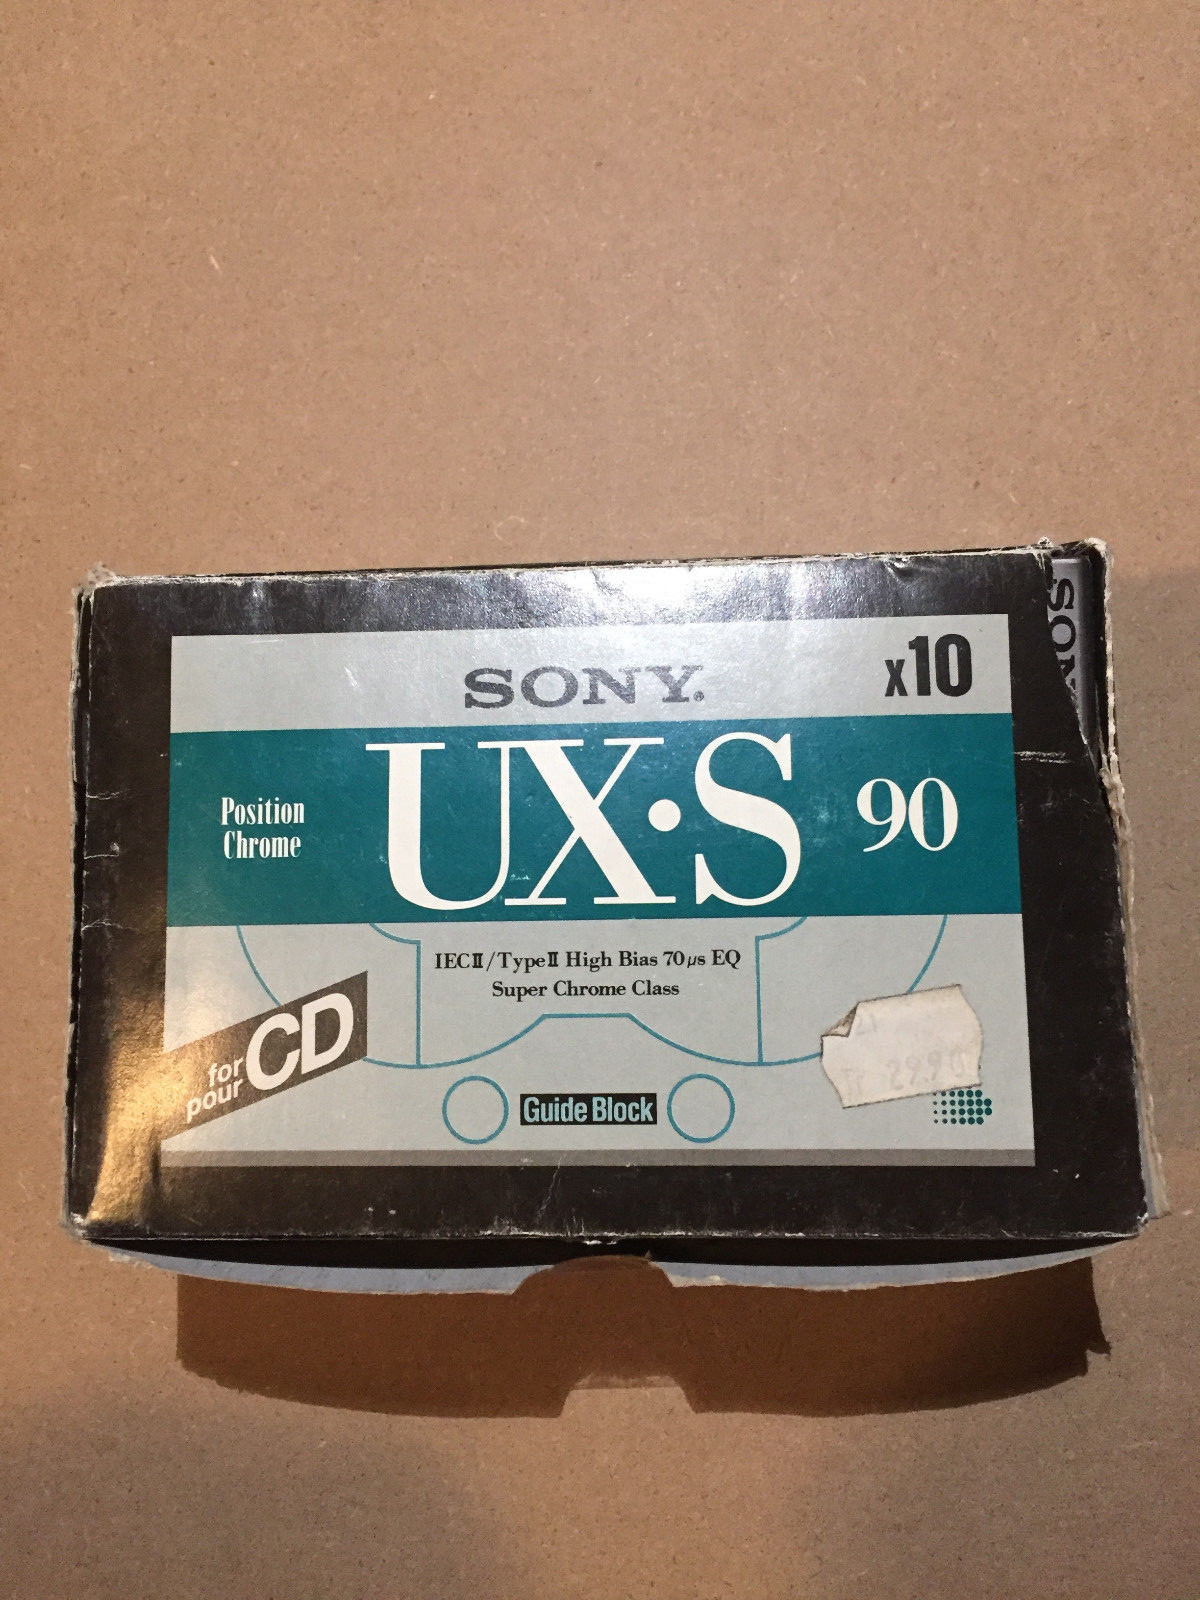 SONY®
x10
SONY
Position
Chrome
UX·S
90
IECⅡ/TypeⅡ High Bias 70μs EQ
Super Chrome Class
for
pour
CD
Guide Block